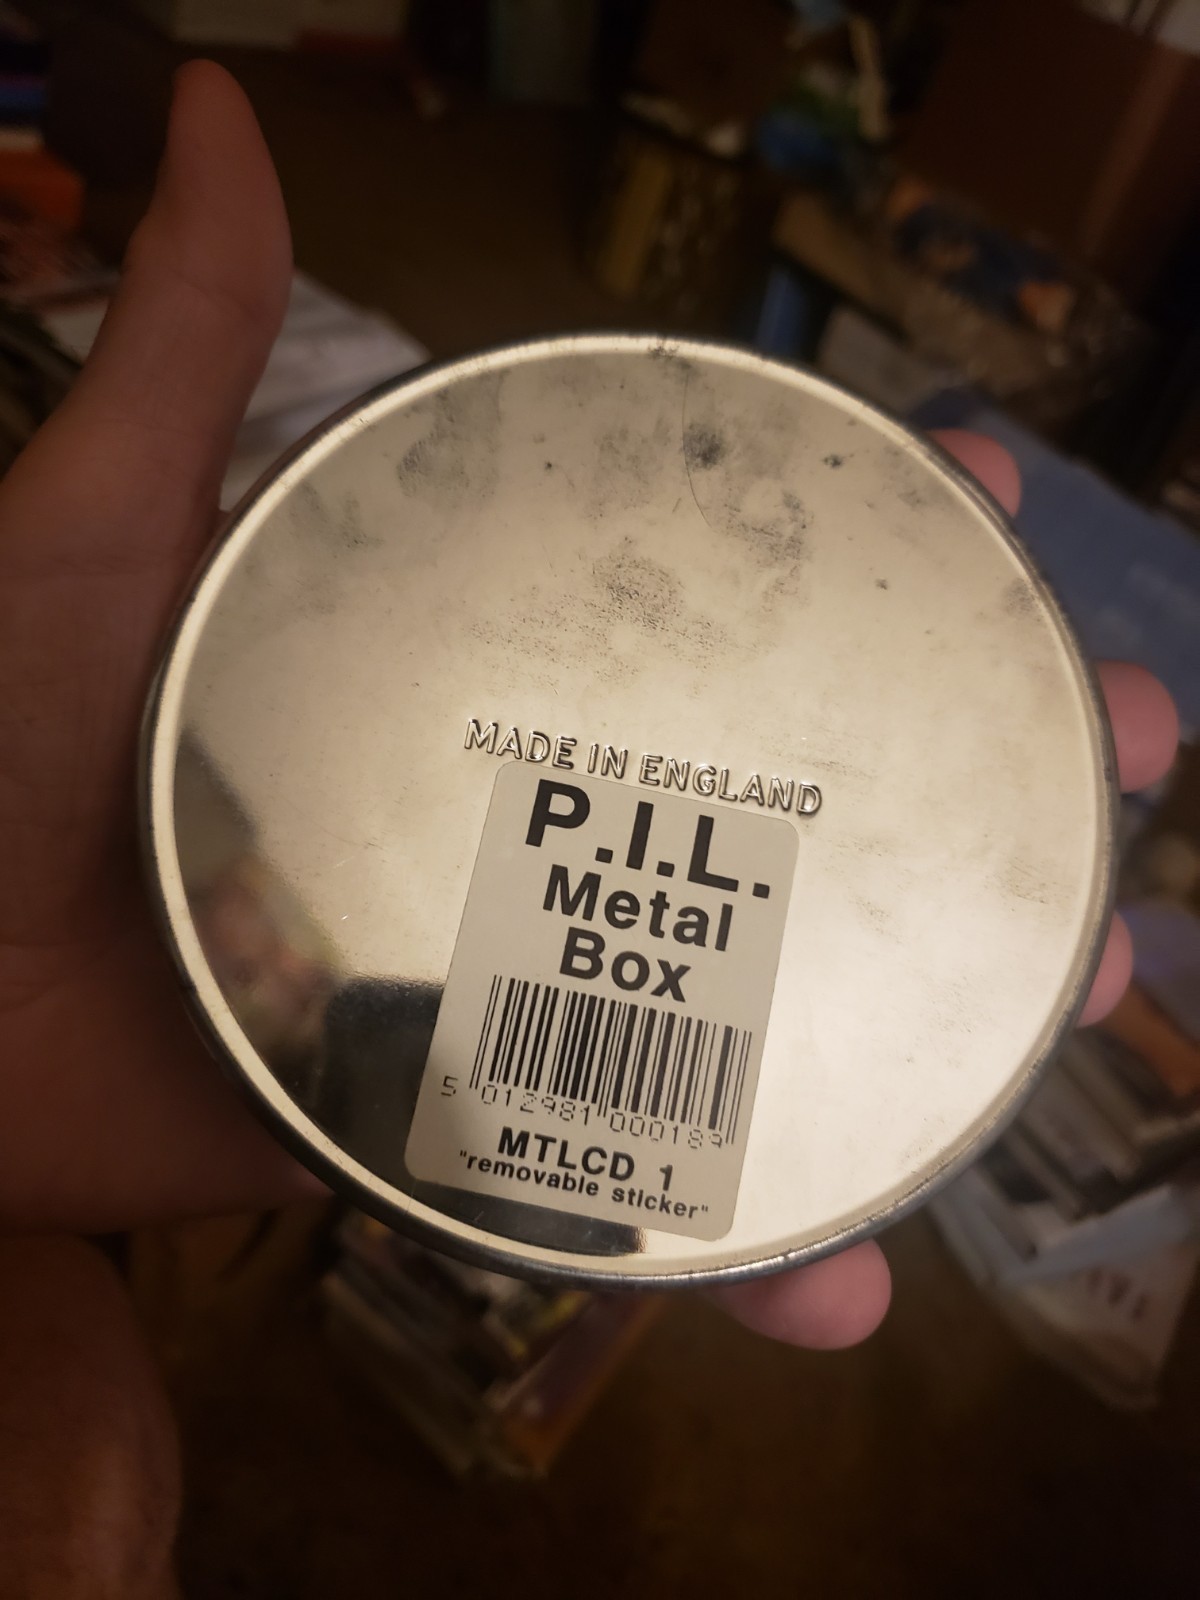 MADE IN ENGLAND
P.I.L.
Metal
Box
5 012981 000189
MTLCD 1
"removable sticker"